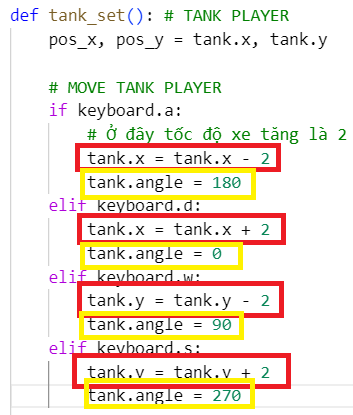 def tank_set(): # TANK PLAYER
pos_x, pos_y = tank.x, tank.y
# MOVE TANK PLAYER
if keyboard.a:
# Ở đây tốc độ xe tăng là 2
tank.x = tank.x - 2
tank.angle = 180
elif keyboard.d:
tank.x = tank.x + 2
tank.angle = 0
elif keyboard.w:
tank.y = tank.y - 2
tank.angle = 90
elif keyboard.s:
tank.y = tank.y + 2
tank.angle = 270